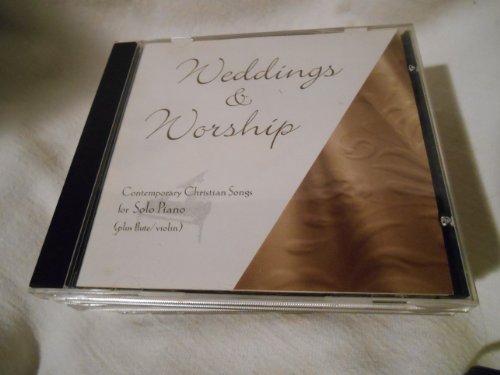 Weddings
&
Worship
Contemporary Christian Songs
for Solo Piano
(plus flute/violin)